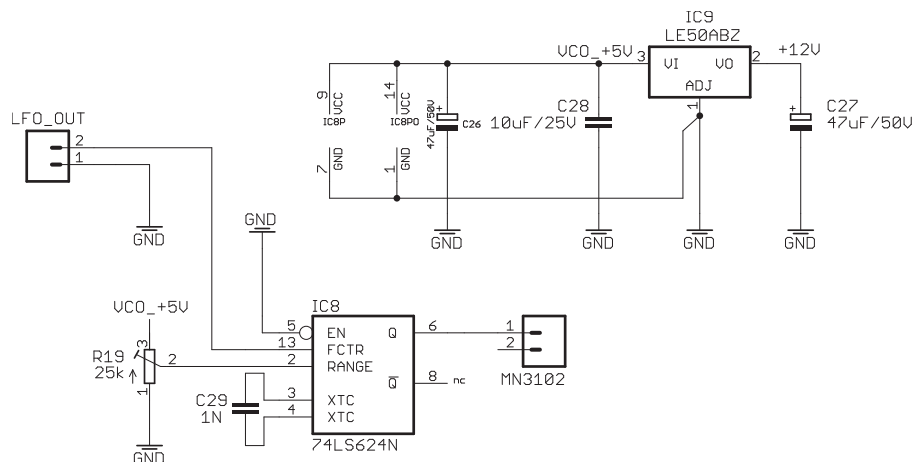 IC9
LE50ABZ
VCO_+5V
3
VI
VO
2
+12V
ADJ
1
9
VCC
IC8P
GND
7
14
VCC
IC8P0
GND
1
+
47uF/50V
C26
C28
10uF/25V
+
C27
47uF/50V
GND
GND
GND
GND
LFO_OUT
2
1
GND
GND
VCO_+5V
R19
25k
3
2
1
GND
IC8
5
EN
Q
6
13
FCTR
2
RANGE
Q
8
nc
3
XTC
4
XTC
C29
1N
74LS624N
1
2
MN3102